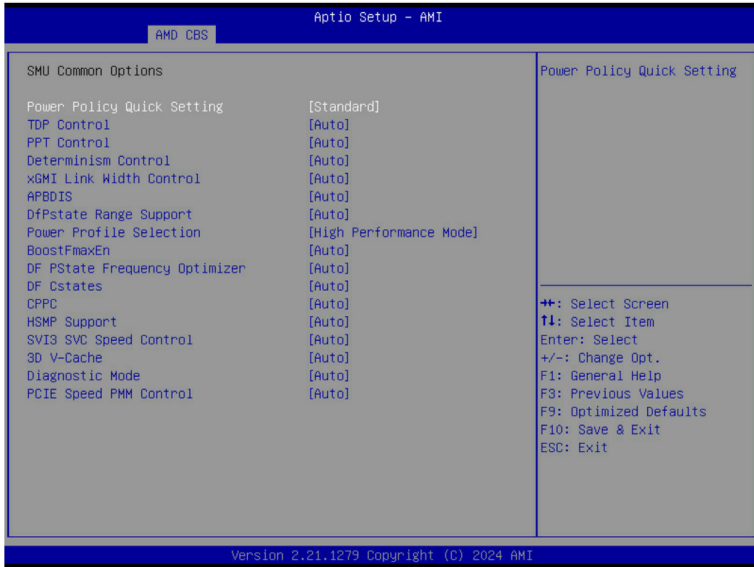 Aptio Setup – AMI
AMD CBS
SMU Common Options
Power Policy Quick Setting [Standard]
TDP Control [Auto]
PPT Control [Auto]
Determinism Control [Auto]
xGMI Link Width Control [Auto]
APBDIS [Auto]
DfPstate Range Support [Auto]
Power Profile Selection [High Performance Mode]
BoostFmaxEn [Auto]
DF PState Frequency Optimizer [Auto]
DF Cstates [Auto]
CPPC [Auto]
HSMP Support [Auto]
SVI3 SVC Speed Control [Auto]
3D V-Cache [Auto]
Diagnostic Mode [Auto]
PCIE Speed PMM Control [Auto]
Power Policy Quick Setting
→←: Select Screen
↑↓: Select Item
Enter: Select
+/-: Change Opt.
F1: General Help
F3: Previous Values
F9: Optimized Defaults
F10: Save & Exit
ESC: Exit
Version 2.21.1279 Copyright (C) 2024 AMI